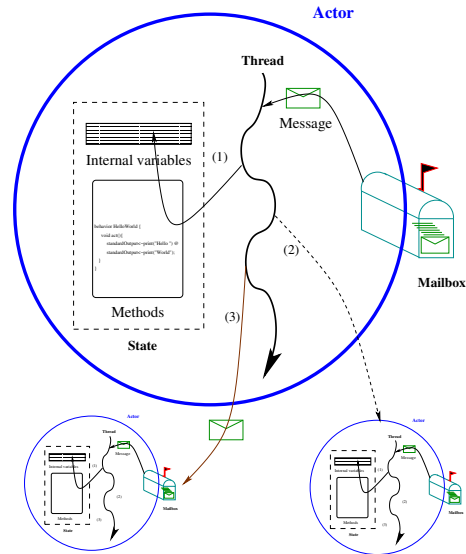 Actor
Thread
Message
Internal variables
(1)
behavior HelloWorld {
void act(){
standardOutput<-print("Hello ") @
standardOutput<-print("World");
}
}
(2)
Mailbox
Methods
(3)
State
Actor
Thread
Message
Internal variables
(1)
(2)
Mailbox
Methods
(3)
State
Actor
Thread
Message
Internal variables
(1)
(2)
Mailbox
Methods
(3)
State